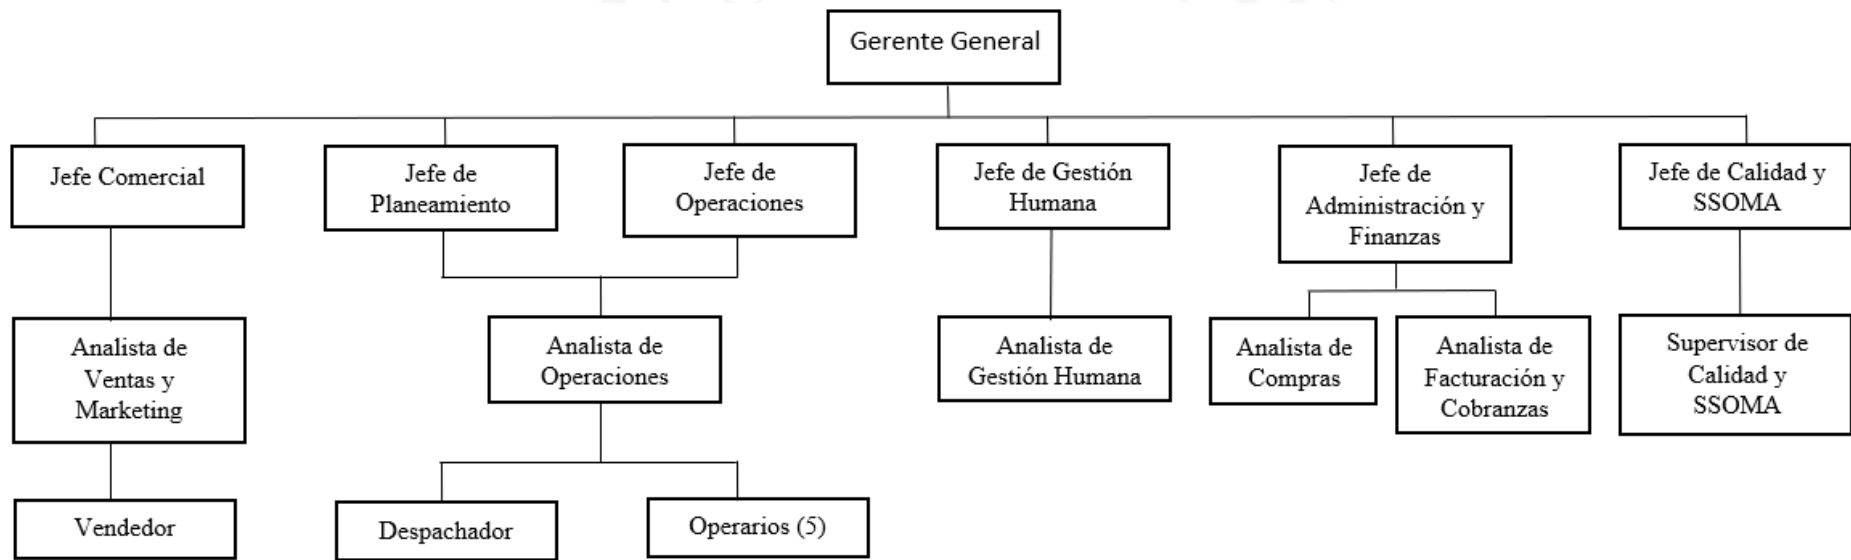 Gerente General
Jefe Comercial
Jefe de
Planeamiento
Jefe de
Operaciones
Jefe de Gestión
Humana
Jefe de
Administración y
Finanzas
Jefe de Calidad y
SSOMA
Analista de
Ventas y
Marketing
Analista de
Operaciones
Analista de
Gestión Humana
Analista de
Compras
Analista de
Facturación y
Cobranzas
Supervisor de
Calidad y
SSOMA
Vendedor
Despachador
Operarios (5)